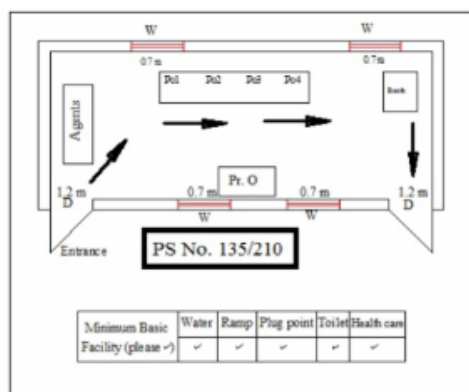 W
W
0.7 m
0.7 m
Po1 Po2 Po3 Po4
Booth
Agents
1.2 m
D
Pr. O
0.7 m
0.7 m
1.2 m
D
W
W
Entrance
PS No. 135/210
Minimum Basic Facility (please ✓)
Water Ramp Plug point Toilet Health care
✓ ✓ ✓ ✓ ✓